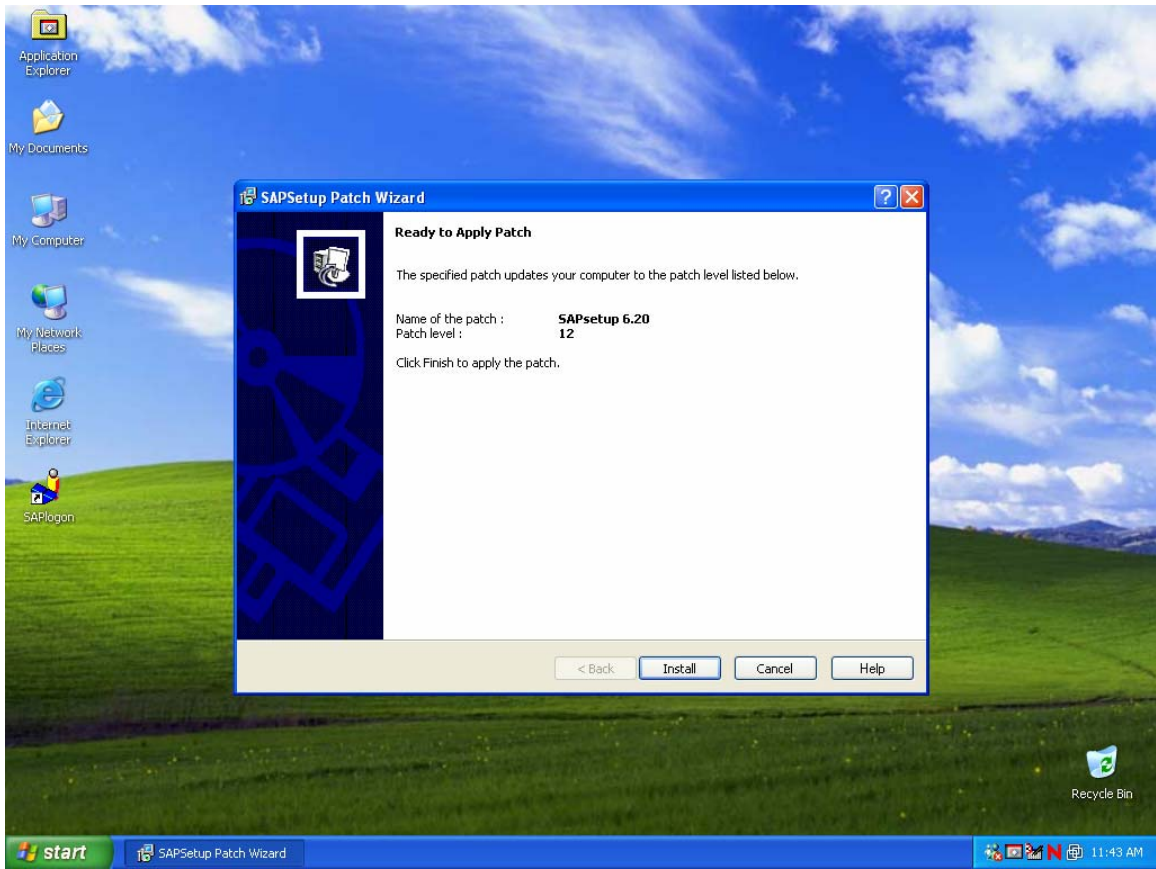 Application
Explorer
My Documents
My Computer
My Network
Places
Internet
Explorer
SAPlogon
SAPSetup Patch Wizard
Ready to Apply Patch
The specified patch updates your computer to the patch level listed below.
Name of the patch : SAPsetup 6.20
Patch level : 12
Click Finish to apply the patch.
< Back Install Cancel Help
Recycle Bin
start SAPSetup Patch Wizard N 11:43 AM